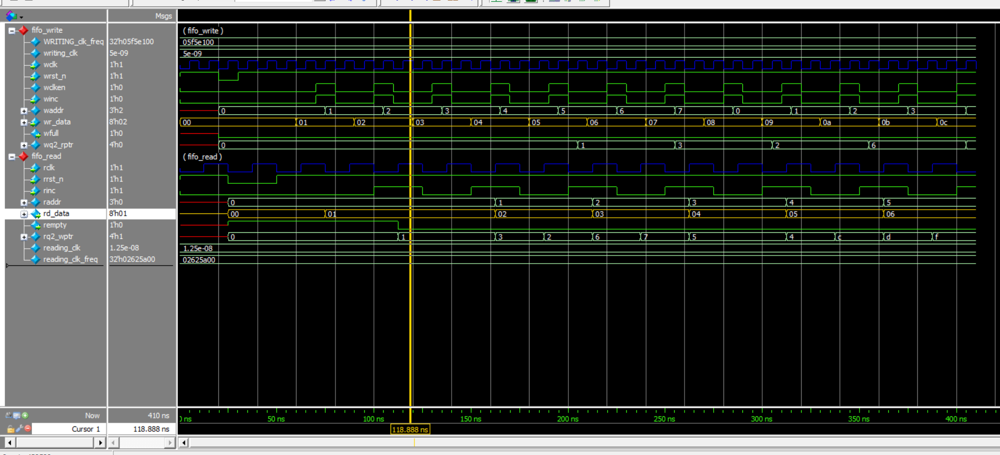 Msgs
fifo_write ( fifo_write )
WRITING_clk_freq 32'h05f5e100 05f5e100
writing_clk 5e-09 5e-09
wclk 1'h1
wrst_n 1'h1
wclken 1'h0
winc 1'h0
waddr 3'h2 0 1 2 3 4 5 6 7 0 1 2 3
wr_data 8'h02 00 01 02 03 04 05 06 07 08 09 0a 0b 0c
wfull 1'h0
wq2_rptr 4'h0 0 1 3 2 6
fifo_read ( fifo_read )
rclk 1'h1
rrst_n 1'h1
rinc 1'h1
raddr 3'h0 0 1 2 3 4 5
rd_data 8'h01 00 01 02 03 04 05 06
rempty 1'h0
rq2_wptr 4'h1 0 1 3 2 6 7 5 4 c d f
reading_clk 1.25e-08 1.25e-08
reading_clk_freq 32'h02625a00 02625a00
Now 410 ns ns 50 ns 100 ns 150 ns 200 ns 250 ns 300 ns 350 ns 400 ns
Cursor 1 118.888 ns 118.888 ns